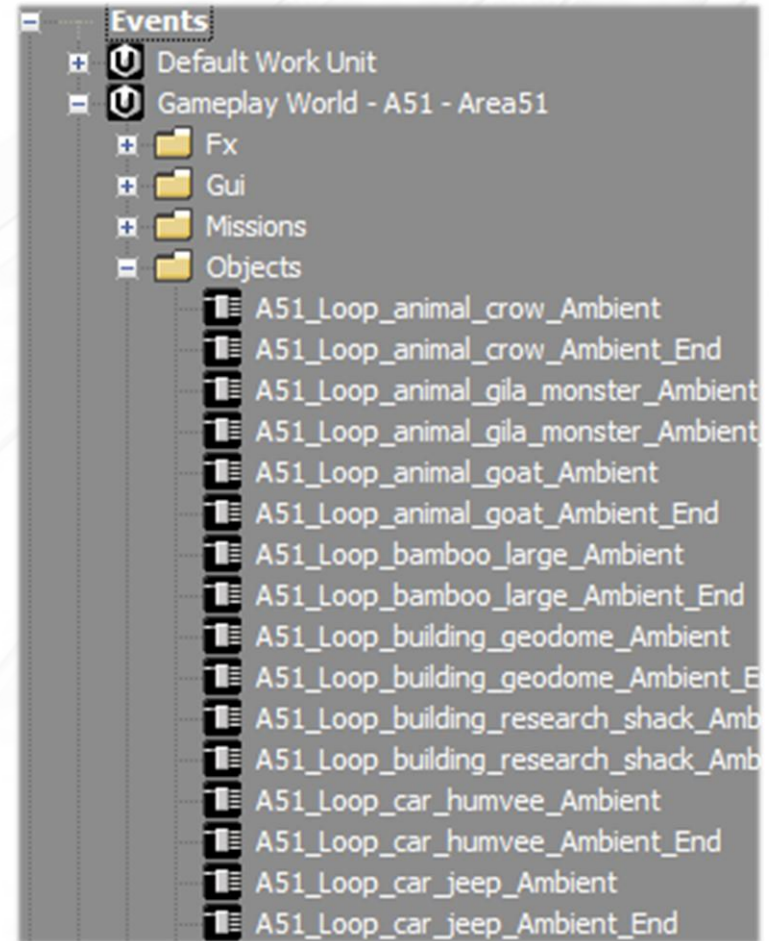 Events
Default Work Unit
Gameplay World - A51 - Area51
Fx
Gui
Missions
Objects
A51_Loop_animal_crow_Ambient
A51_Loop_animal_crow_Ambient_End
A51_Loop_animal_gila_monster_Ambient
A51_Loop_animal_gila_monster_Ambient_
A51_Loop_animal_goat_Ambient
A51_Loop_animal_goat_Ambient_End
A51_Loop_bamboo_large_Ambient
A51_Loop_bamboo_large_Ambient_End
A51_Loop_building_geodome_Ambient
A51_Loop_building_geodome_Ambient_E
A51_Loop_building_research_shack_Amb
A51_Loop_building_research_shack_Amb
A51_Loop_car_humvee_Ambient
A51_Loop_car_humvee_Ambient_End
A51_Loop_car_jeep_Ambient
A51_Loop_car_jeep_Ambient_End